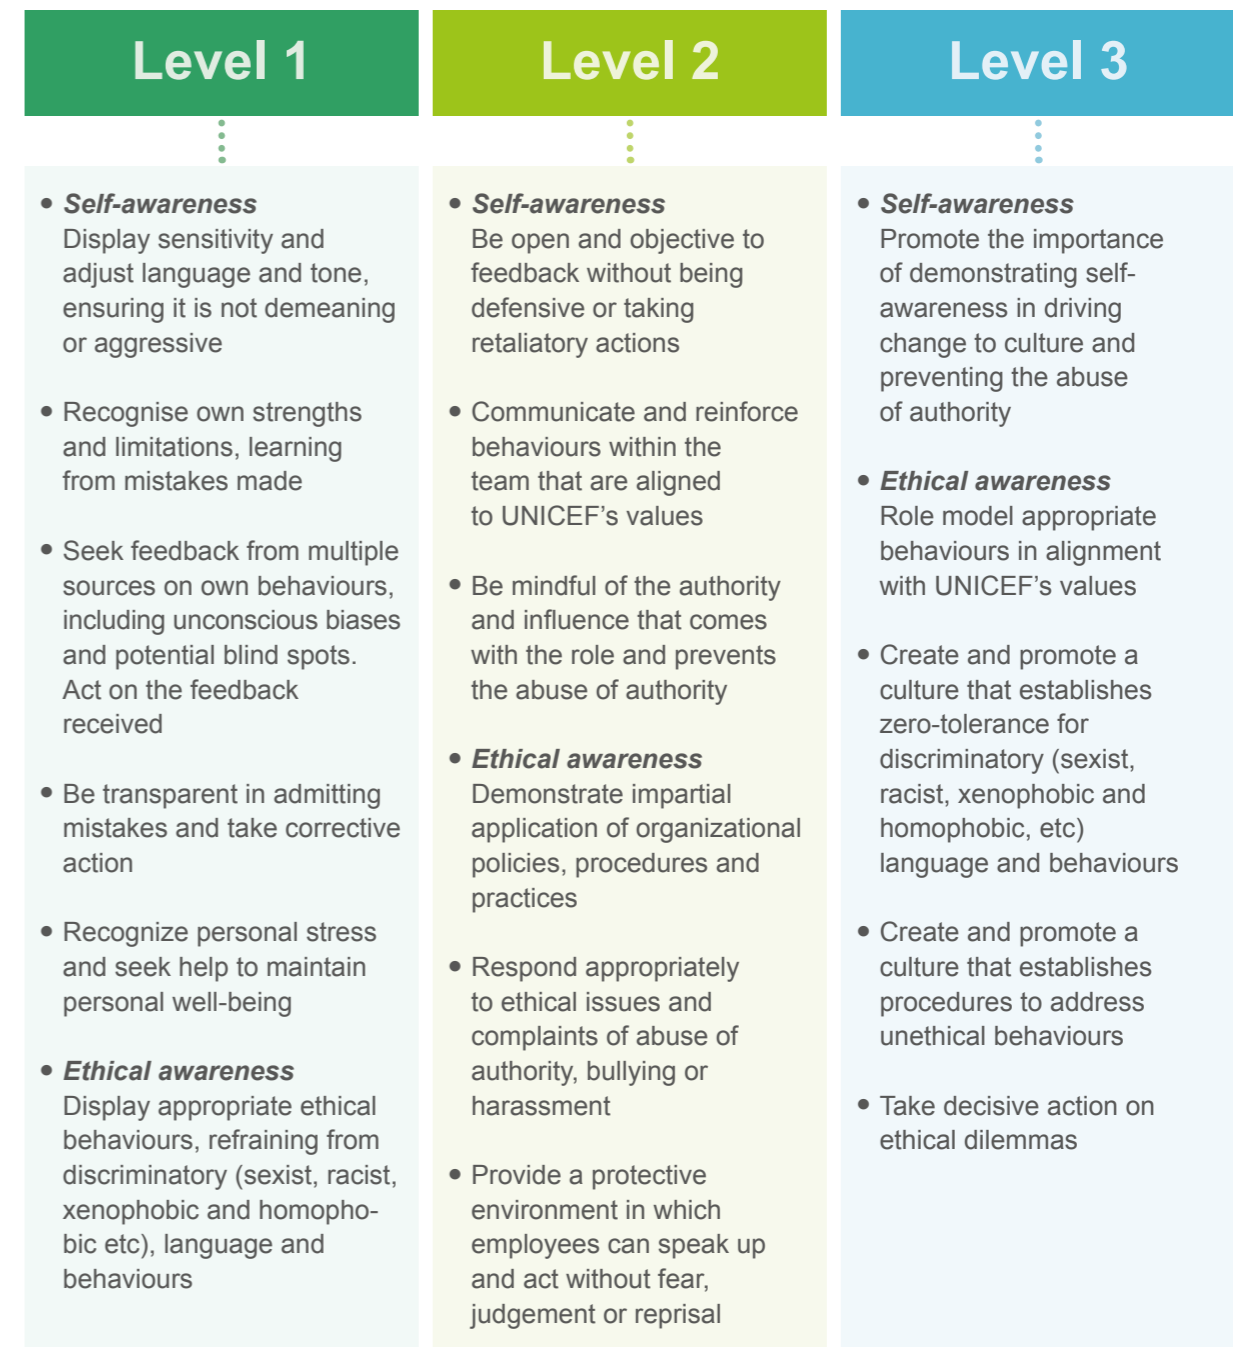 Level 1
• Self-awareness
Display sensitivity and
adjust language and tone,
ensuring it is not demeaning
or aggressive
• Recognise own strengths
and limitations, learning
from mistakes made
• Seek feedback from multiple
sources on own behaviours,
including unconscious biases
and potential blind spots.
Act on the feedback
received
• Be transparent in admitting
mistakes and take corrective
action
• Recognize personal stress
and seek help to maintain
personal well-being
• Ethical awareness
Display appropriate ethical
behaviours, refraining from
discriminatory (sexist, racist,
xenophobic and homopho-
bic etc), language and
behaviours
Level 2
• Self-awareness
Be open and objective to
feedback without being
defensive or taking
retaliatory actions
• Communicate and reinforce
behaviours within the
team that are aligned
to UNICEF's values
• Be mindful of the authority
and influence that comes
with the role and prevents
the abuse of authority
• Ethical awareness
Demonstrate impartial
application of organizational
policies, procedures and
practices
• Respond appropriately
to ethical issues and
complaints of abuse of
authority, bullying or
harassment
• Provide a protective
environment in which
employees can speak up
and act without fear,
judgement or reprisal
Level 3
• Self-awareness
Promote the importance
of demonstrating self-
awareness in driving
change to culture and
preventing the abuse
of authority
• Ethical awareness
Role model appropriate
behaviours in alignment
with UNICEF's values
• Create and promote a
culture that establishes
zero-tolerance for
discriminatory (sexist,
racist, xenophobic and
homophobic, etc)
language and behaviours
• Create and promote a
culture that establishes
procedures to address
unethical behaviours
• Take decisive action on
ethical dilemmas